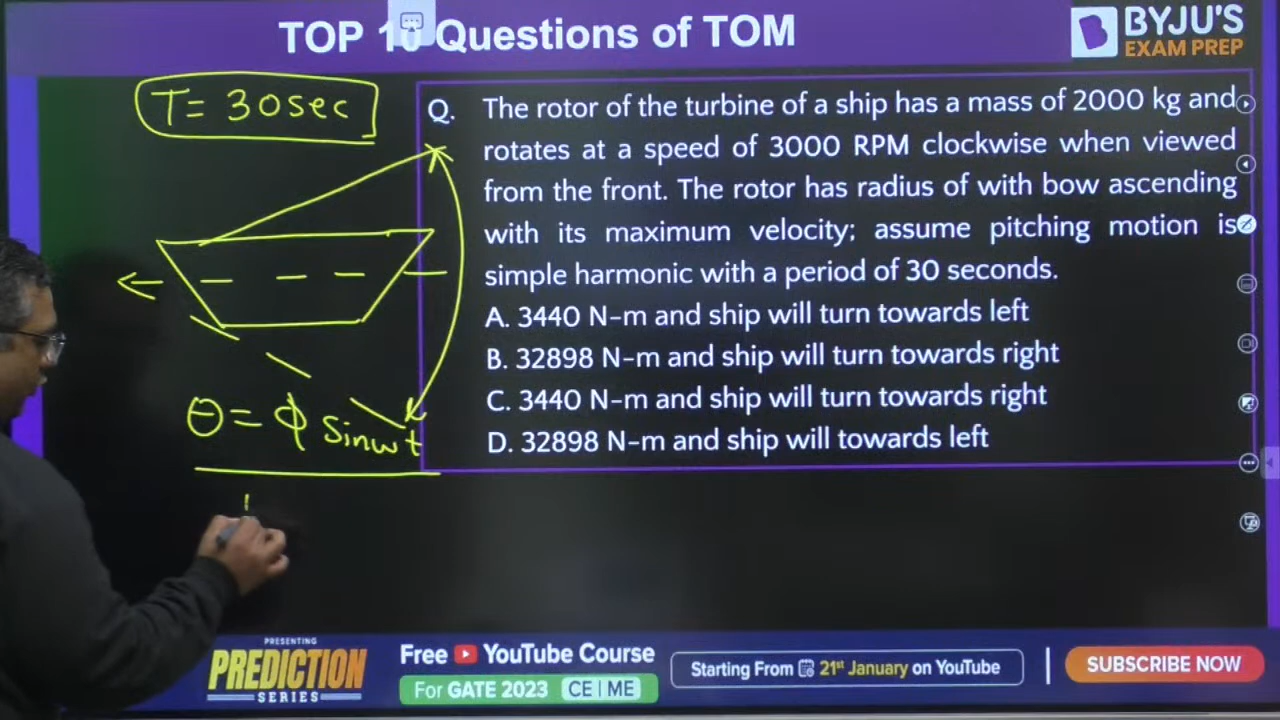 TOP 10 Questions of TOM
BYJU'S
EXAM PREP
T = 30 sec
Q. The rotor of the turbine of a ship has a mass of 2000 kg and
rotates at a speed of 3000 RPM clockwise when viewed
from the front. The rotor has radius of with bow ascending
with its maximum velocity; assume pitching motion is
simple harmonic with a period of 30 seconds.
A. 3440 N-m and ship will turn towards left
B. 32898 N-m and ship will turn towards right
C. 3440 N-m and ship will turn towards right
D. 32898 N-m and ship will towards left
θ = ϕ sinωt
PRESENTING
PREDICTION
SERIES
Free YouTube Course
For GATE 2023 CE | ME
Starting From 21st January on YouTube
SUBSCRIBE NOW